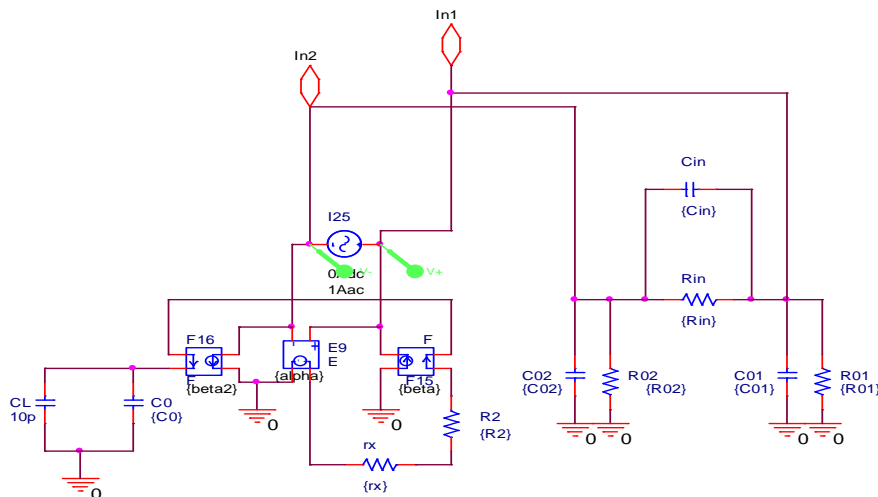 In1
In2
Cin
{Cin}
I25
V-
V+
1Aac
Rin
{Rin}
F16
F
{beta2}
E9
E
{alpha}
F
F15
{beta}
CL
10p
C0
{C0}
C02
{C02}
R02
{R02}
C01
{C01}
R01
{R01}
R2
{R2}
rx
{rx}
0
0
0
0
0
0
0